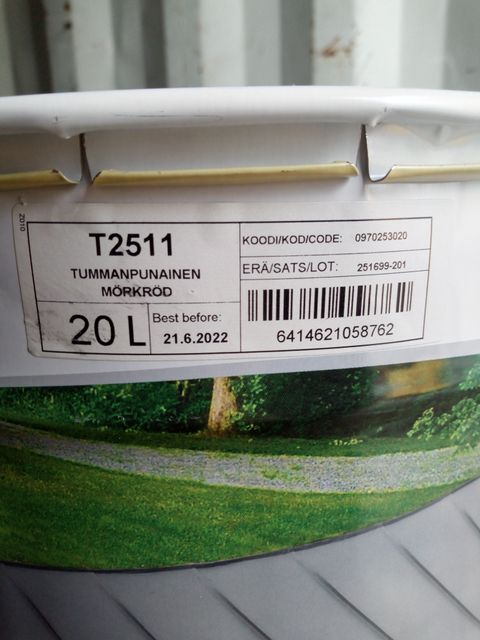 2010
T2511
TUMMANPUNAINEN
MÖRKRÖD
20 L
Best before:
21.6.2022
KOODI/KOD/CODE: 0970253020
ERÄ/SATS/LOT: 251699-201
6414621058762